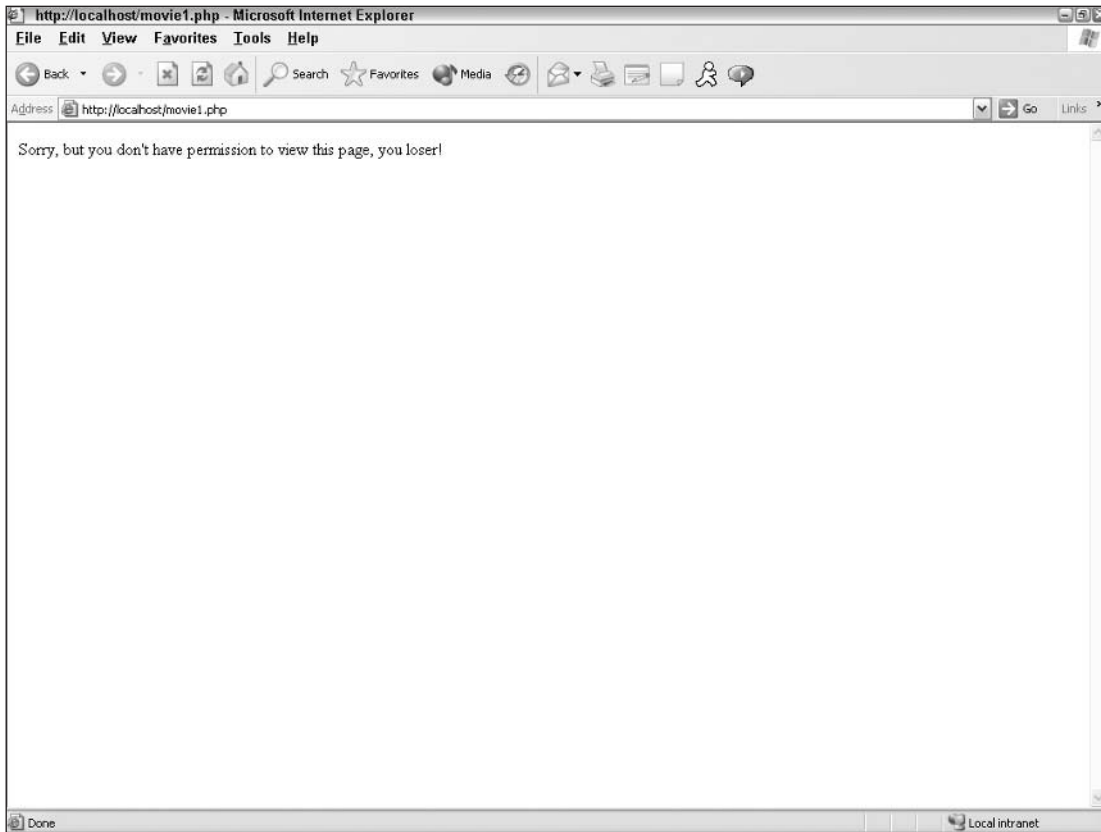 http://localhost/movie1.php - Microsoft Internet Explorer
File Edit View Favorites Tools Help
Back Search Favorites Media
Address http://localhost/movie1.php Go Links
Sorry, but you don't have permission to view this page, you loser!
Done Local intranet